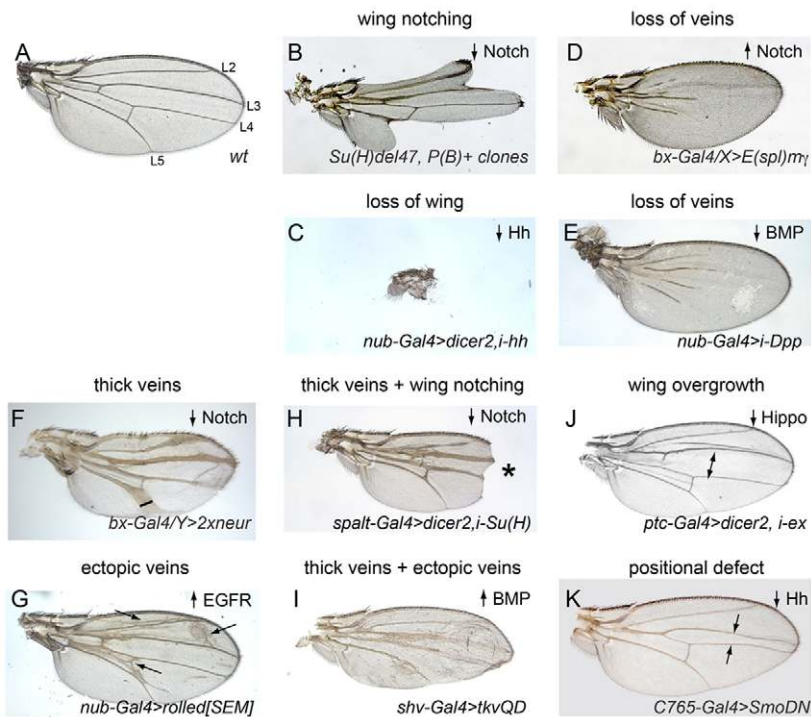 wing notching
loss of veins
A
L2
L3
L4
L5
wt
B
↓ Notch
Su(H)del47, P(B)+ clones
D
↑ Notch
bx-Gal4/X>E(spl)mγ
loss of wing
loss of veins
C
↓ Hh
nub-Gal4>dicer2,i-hh
E
↓ BMP
nub-Gal4>i-Dpp
thick veins
thick veins + wing notching
wing overgrowth
F
↓ Notch
bx-Gal4/Y>2xneur
H
↓ Notch
*
spalt-Gal4>dicer2,i-Su(H)
J
↓ Hippo
ptc-Gal4>dicer2, i-ex
ectopic veins
thick veins + ectopic veins
positional defect
G
↑ EGFR
nub-Gal4>rolled[SEM]
I
↑ BMP
shv-Gal4>tkvQD
K
↓ Hh
C765-Gal4>SmoDN